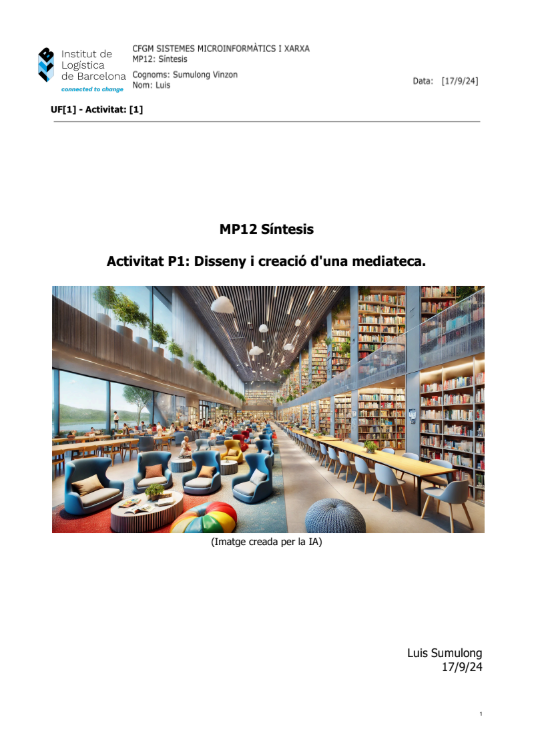 Institut de
Logística
de Barcelona
connected to change
CFGM SISTEMES MICROINFORMÀTICS I XARXA
MP12: Síntesis
Cognoms: Sumulong Vinzon
Nom: Luis
Data: [17/9/24]
UF[1] - Activitat: [1]
MP12 Síntesis
Activitat P1: Disseny i creació d'una mediateca.
(Imatge creada per la IA)
Luis Sumulong
17/9/24
1